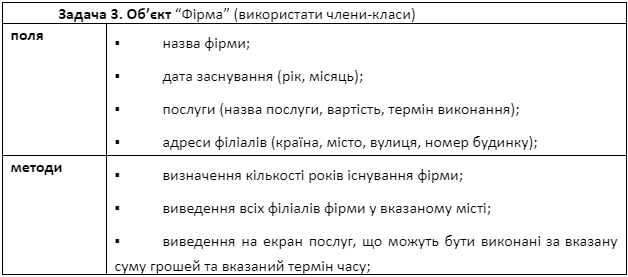 Задача 3. Об’єкт “Фірма” (використати члени-класи)
поля
▪ назва фірми;
▪ дата заснування (рік, місяць);
▪ послуги (назва послуги, вартість, термін виконання);
▪ адреси філіалів (країна, місто, вулиця, номер будинку);
методи
▪ визначення кількості років існування фірми;
▪ виведення всіх філіалів фірми у вказаному місті;
▪ виведення на екран послуг, що можуть бути виконані за вказану
суму грошей та вказаний термін часу;